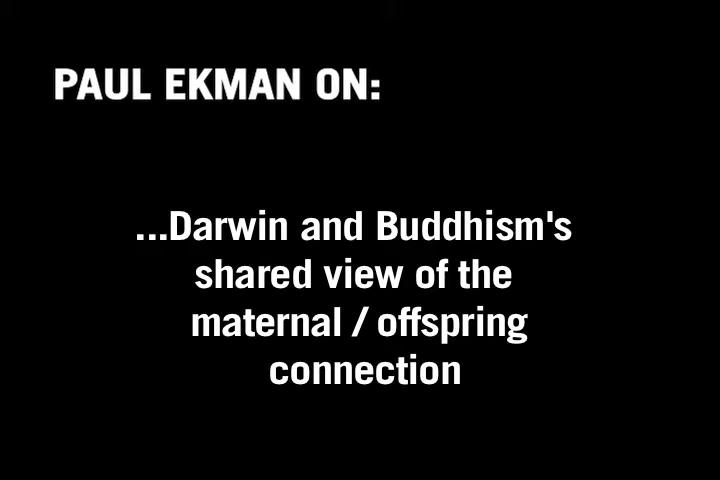 PAUL EKMAN ON:
...Darwin and Buddhism's
shared view of the
maternal / offspring
connection